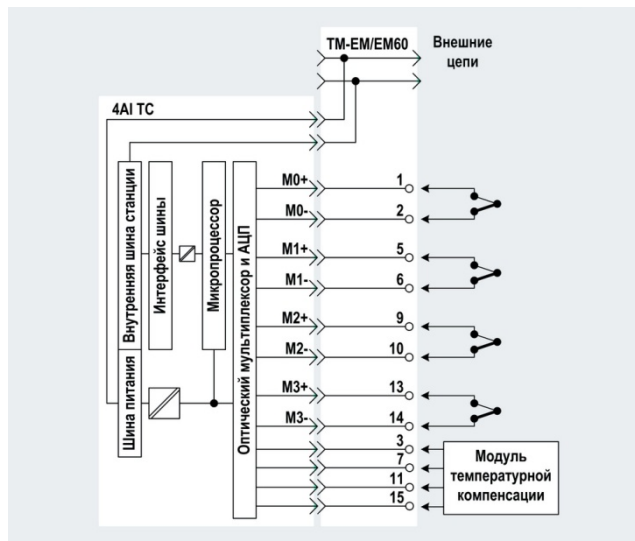 TM-EM/EM60
Внешние
цепи
4AI TC
Внутренняя шина станции
Интерфейс шины
Микропроцессор
Оптический мультиплексор и АЦП
Шина питания
M0+
1
M0-
2
M1+
5
M1-
6
M2+
9
M2-
10
M3+
13
M3-
14
3
7
11
15
Модуль
температурной
компенсации